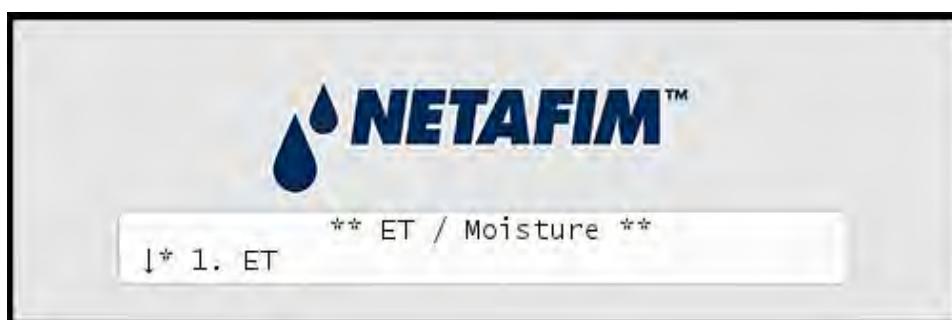 NETAFIM™
** ET / Moisture **
↓* 1. ET